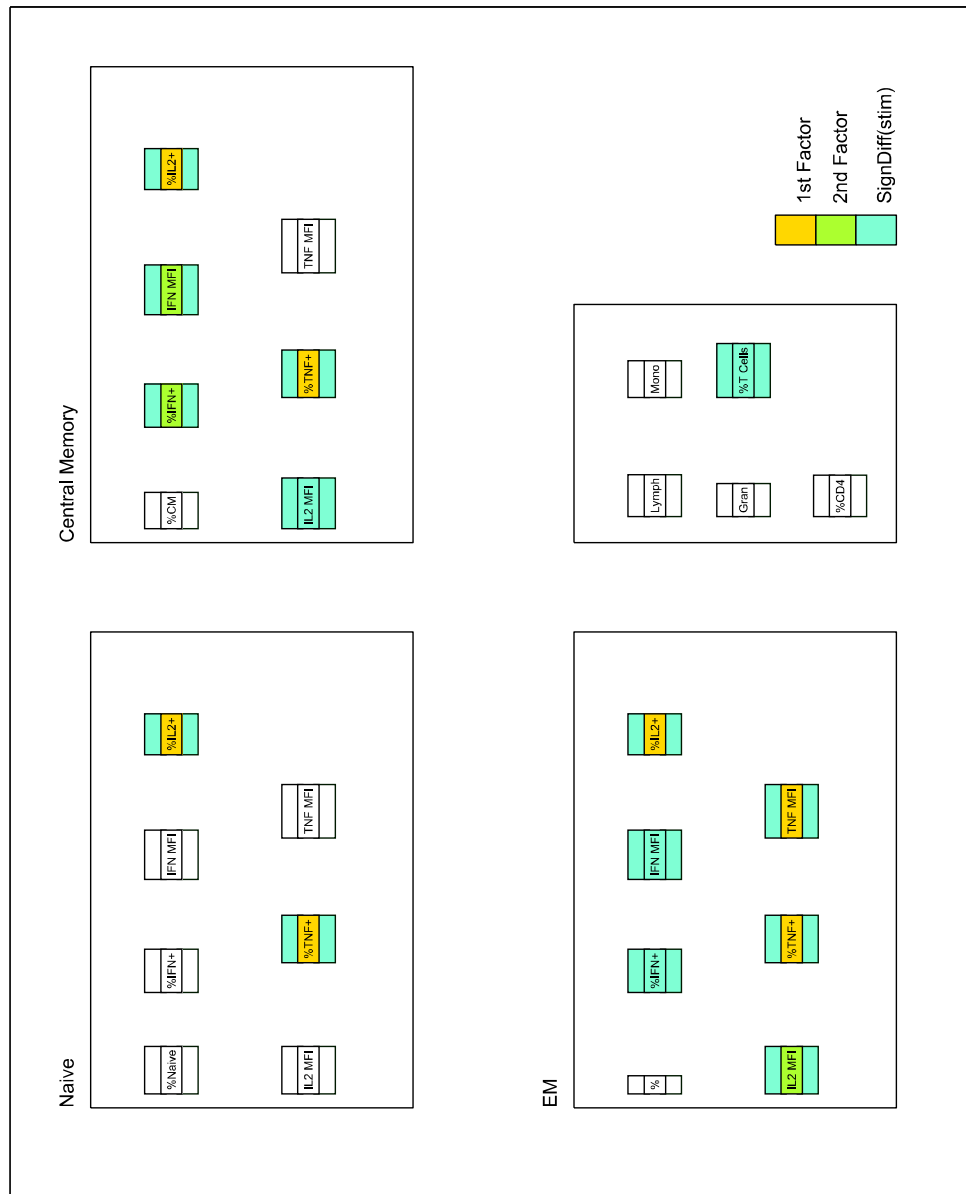 Naive
%Naive
%IFN+
IFN MFI
%IL2+
IL2 MFI
%TNF+
TNF MFI
Central Memory
%CM
%IFN+
IFN MFI
%IL2+
IL2 MFI
%TNF+
TNF MFI
EM
%
%IFN+
IFN MFI
%IL2+
IL2 MFI
%TNF+
TNF MFI
Lymph
Mono
Gran
%T Cells
%CD4
1st Factor
2nd Factor
SignDiff(stim)